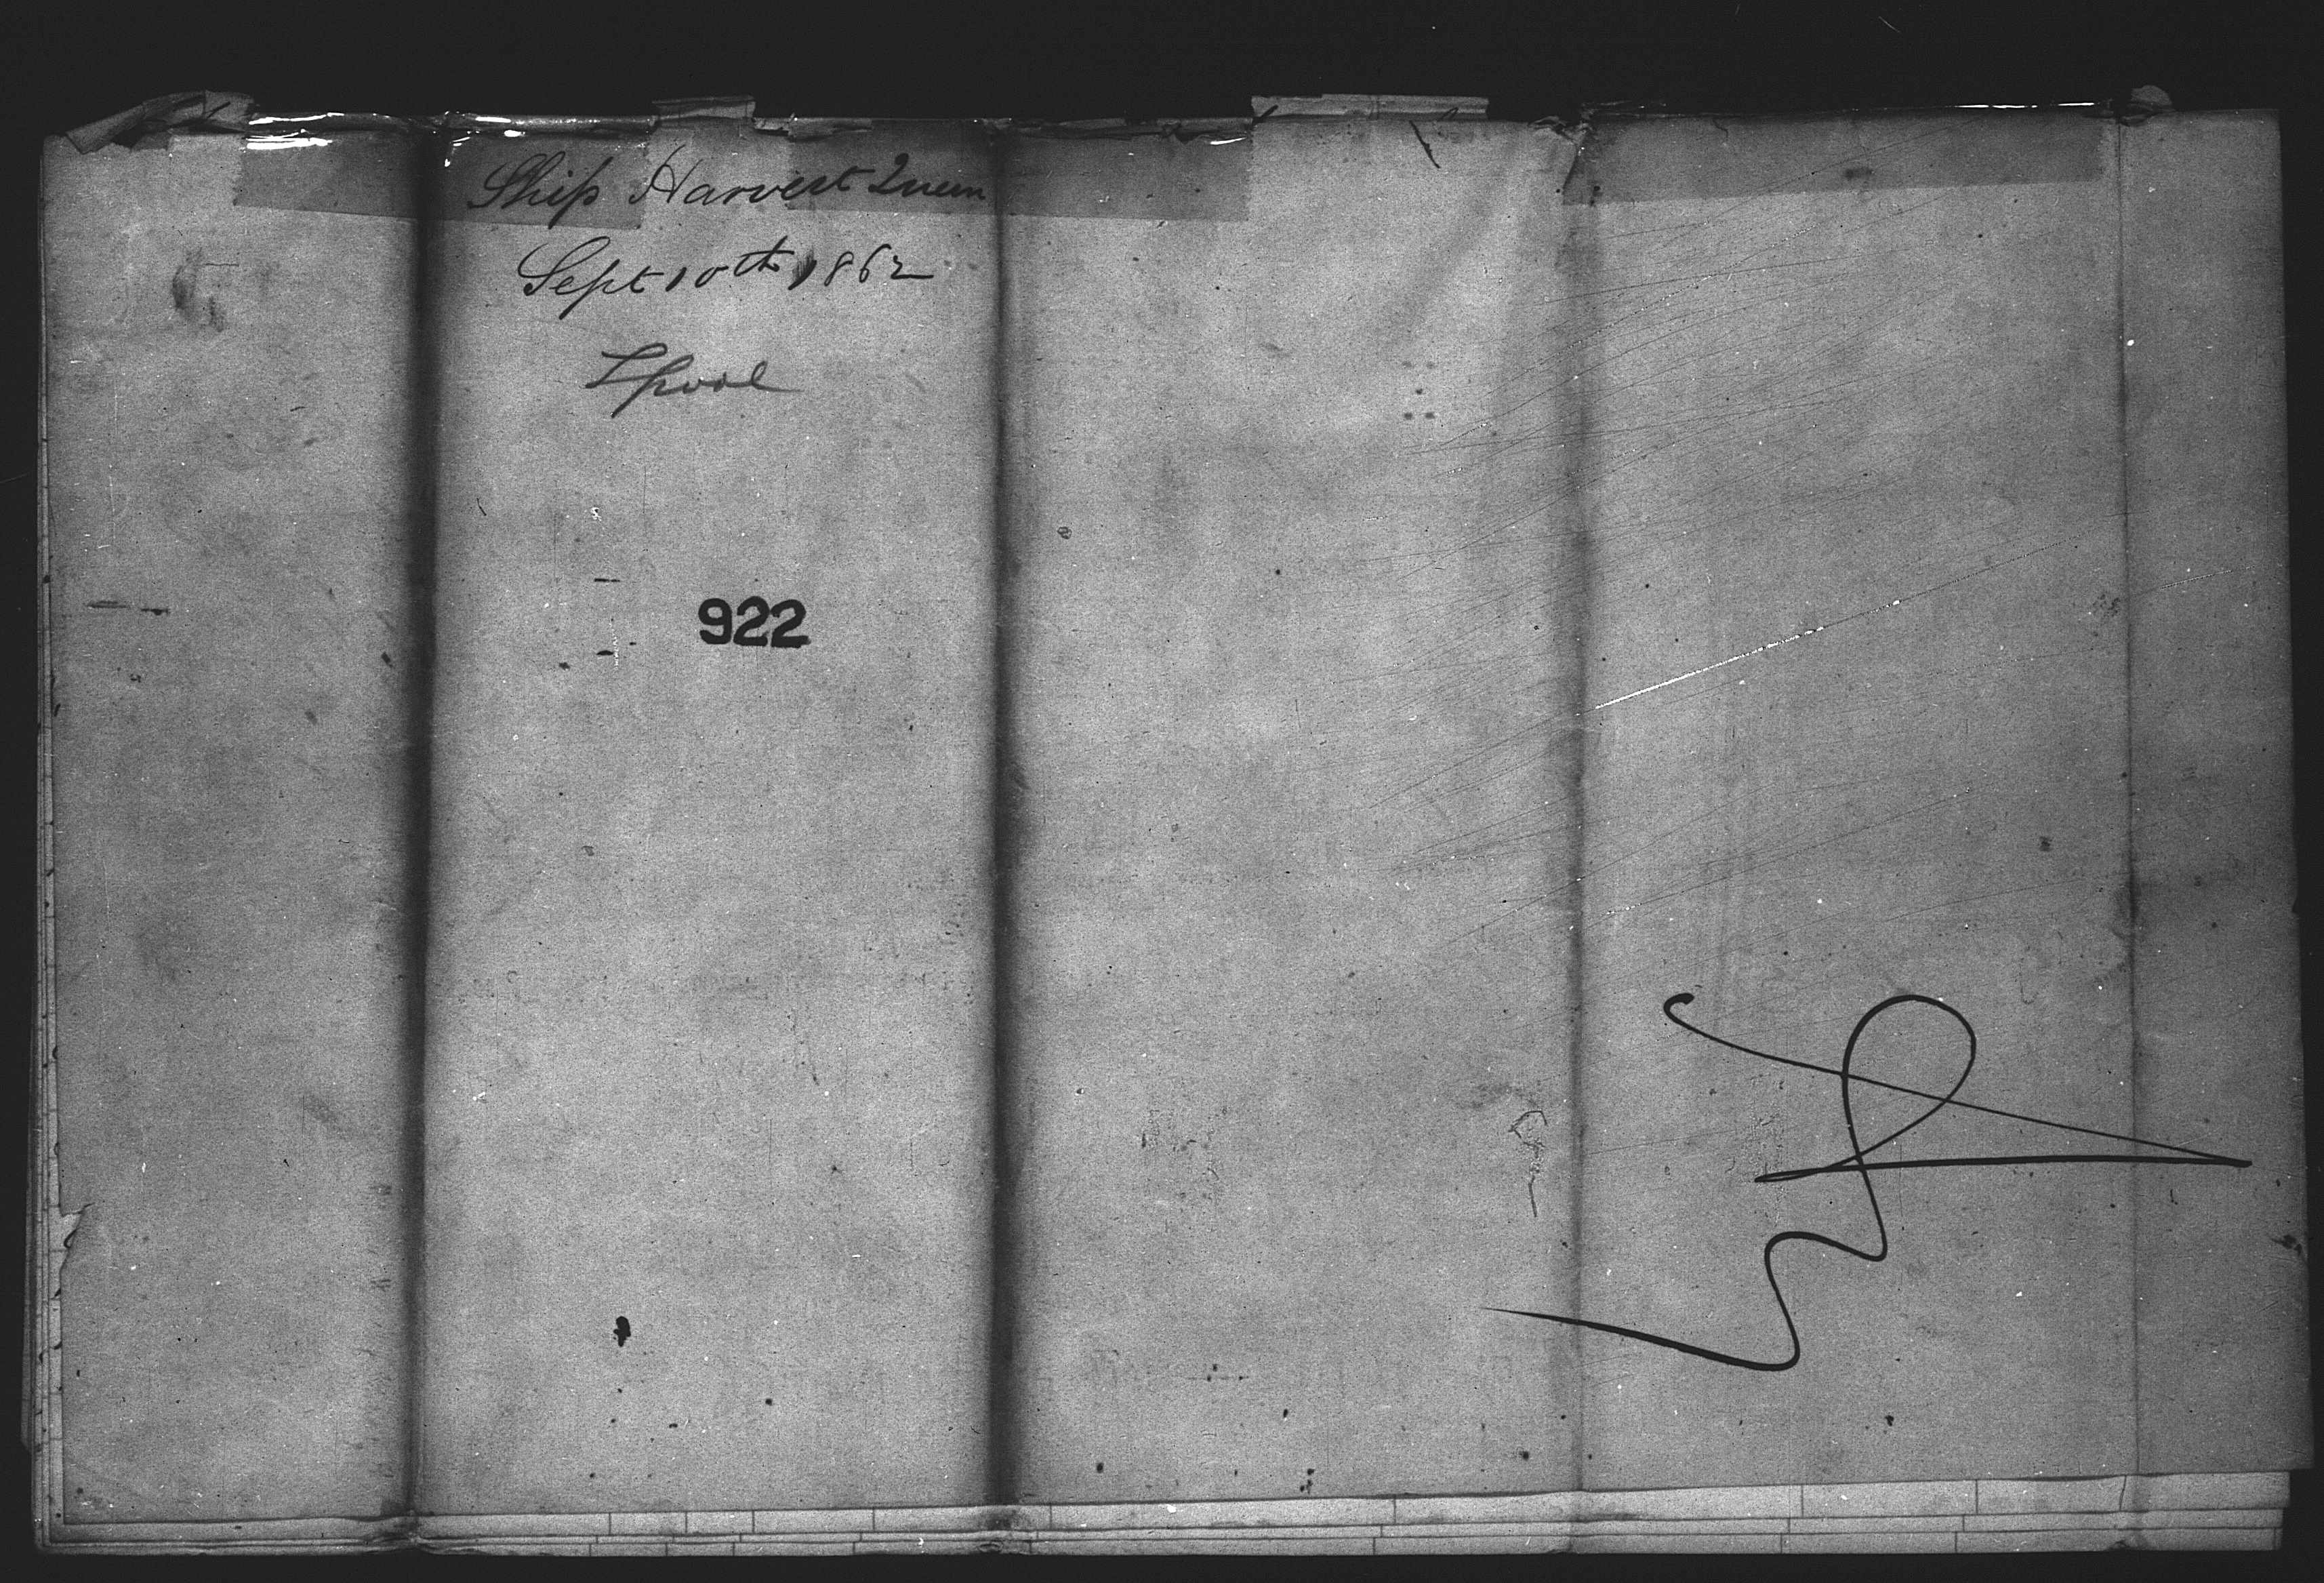 Ship Harvest Queen
Sept 10th 1862
Lpool
922